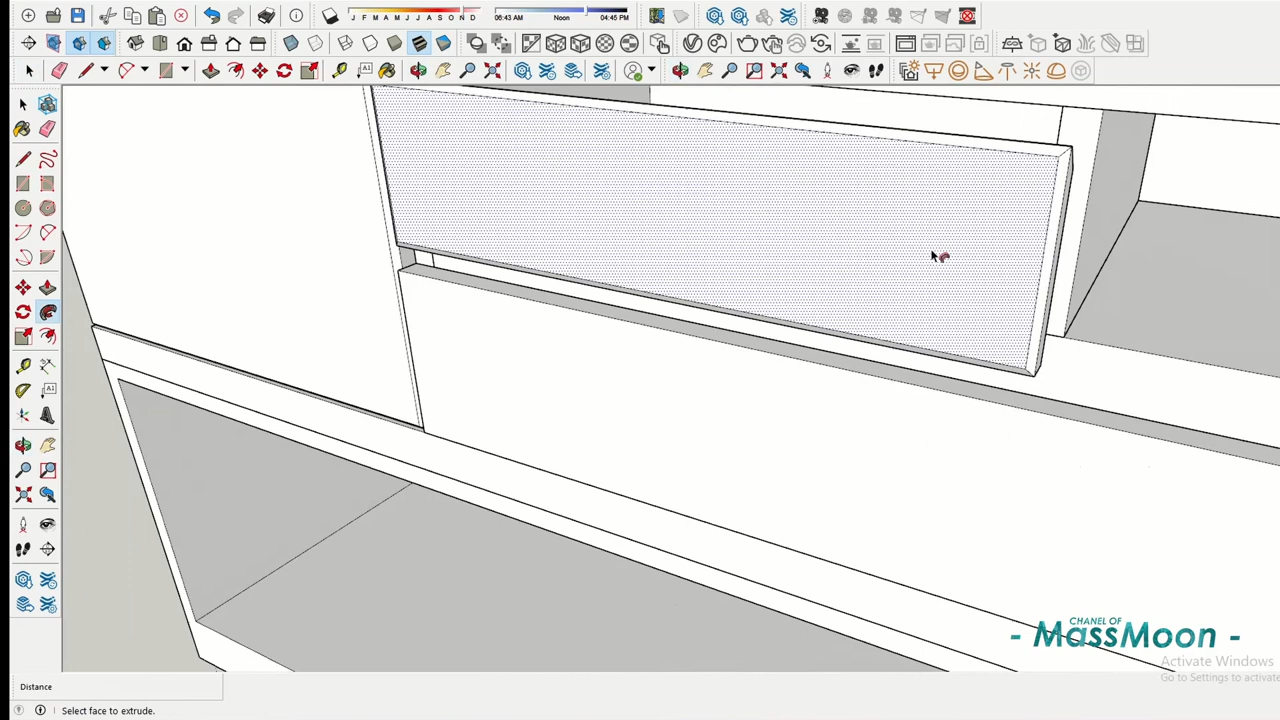 J F M A M J J A S O N D
06:43 AM Noon 04:45 PM
CHANEL OF
- MassMoon -
Activate Windows
Go to Settings to activate
Distance
Select face to extrude.